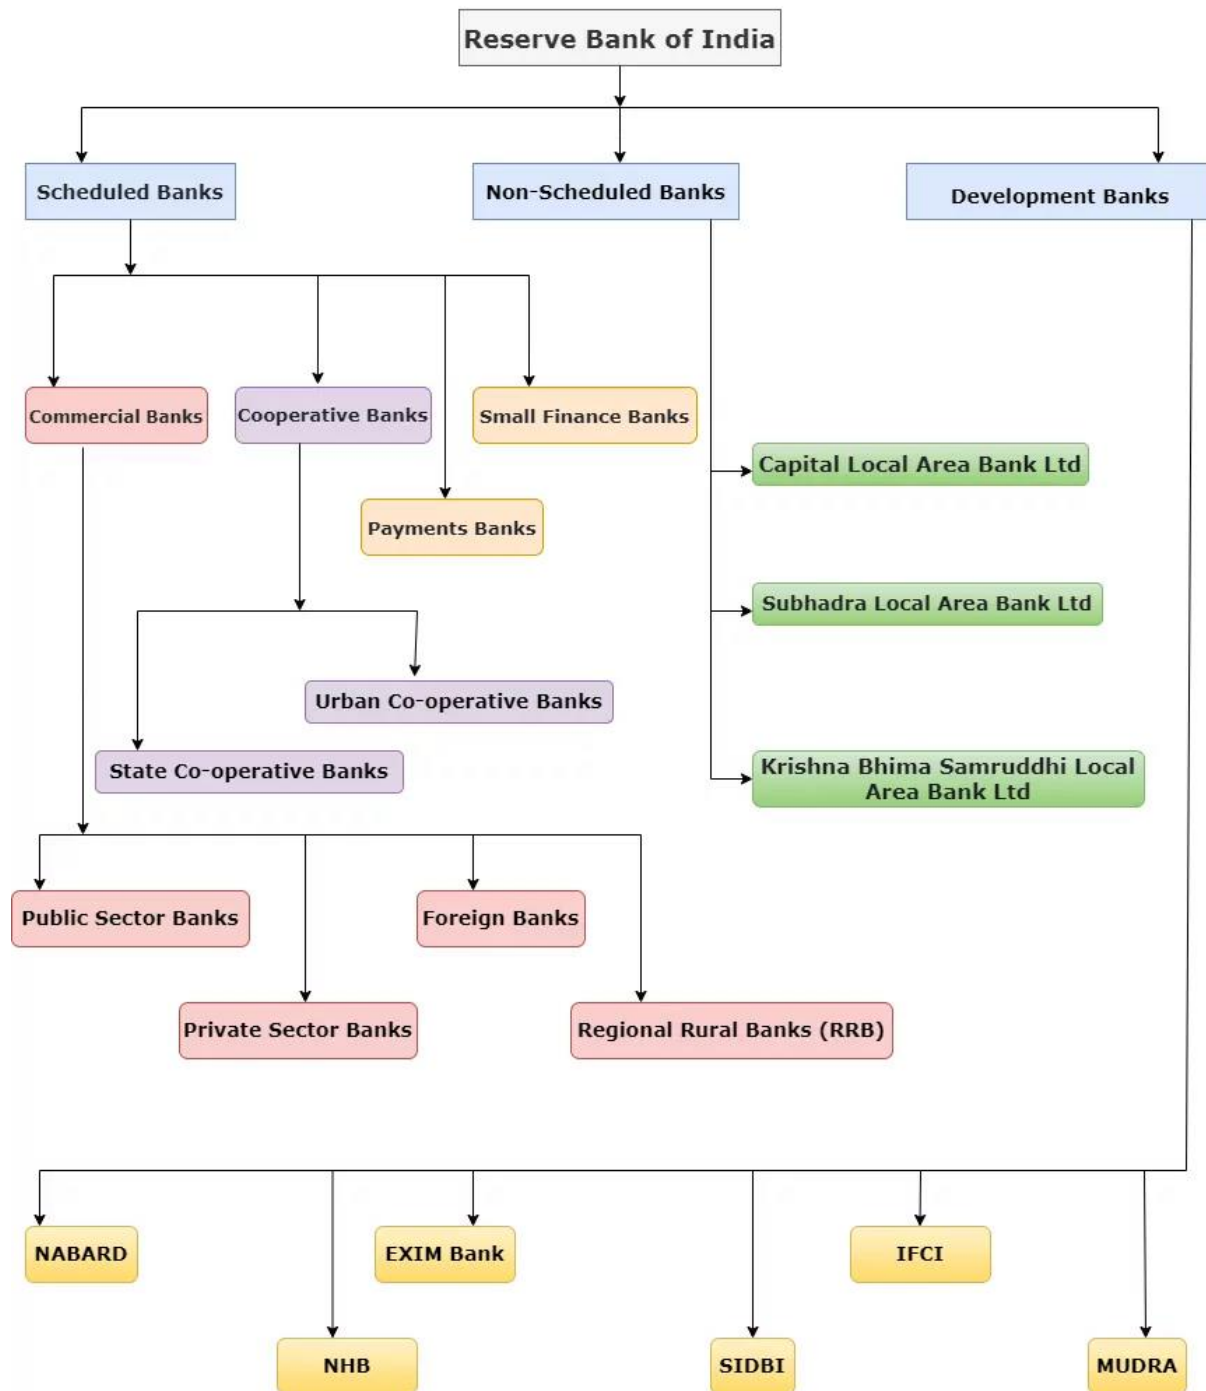 Reserve Bank of India
Scheduled Banks
Non-Scheduled Banks
Development Banks
Commercial Banks
Cooperative Banks
Small Finance Banks
Capital Local Area Bank Ltd
Payments Banks
Subhadra Local Area Bank Ltd
Urban Co-operative Banks
State Co-operative Banks
Krishna Bhima Samruddhi Local
Area Bank Ltd
Public Sector Banks
Foreign Banks
Private Sector Banks
Regional Rural Banks (RRB)
NABARD
EXIM Bank
IFCI
NHB
SIDBI
MUDRA